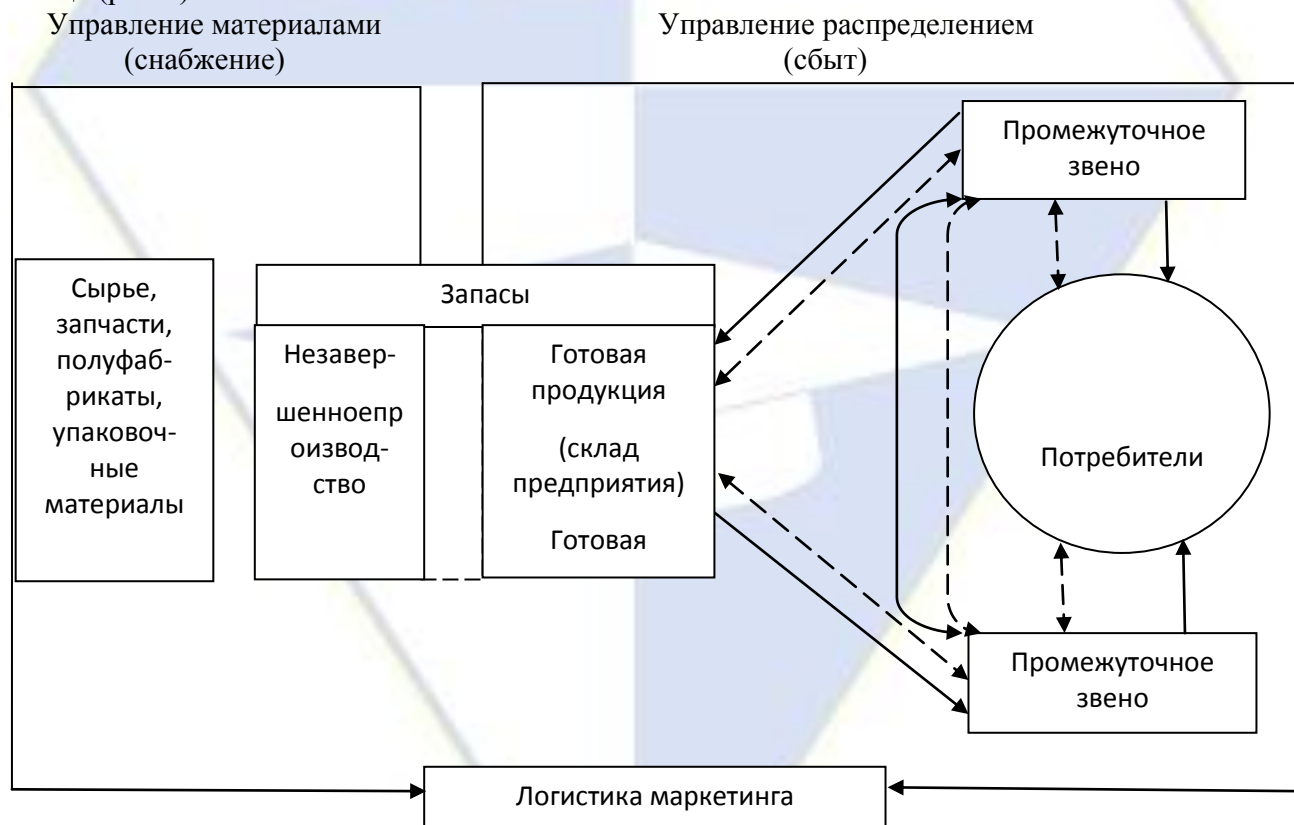 Управление материалами
(снабжение)
Управление распределением
(сбыт)
Промежуточное
звено
Сырье,
запчасти,
полуфаб-
рикаты,
упаковоч-
ные
материалы
Запасы
Незавер-
шенноепр
оизвод-
ство
Готовая
продукция
(склад
предприятия)
Готовая
Потребители
Промежуточное
звено
Логистика маркетинга